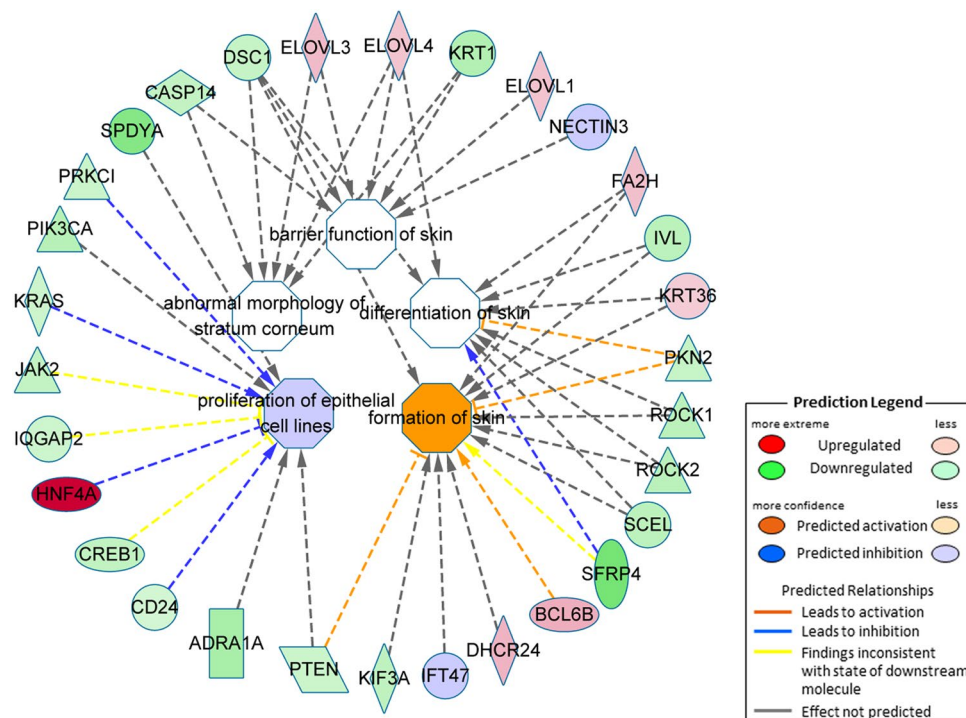 ELOVL3
ELOVL4
DSC1
KRT1
CASP14
ELOVL1
SPDYA
NECTIN3
PRKCI
FA2H
PIK3CA
barrier function of skin
IVL
KRAS
abnormal morphology of
stratum corneum
differentiation of skin
KRT36
JAK2
PKN2
proliferation of epithelial
cell lines
formation of skin
ROCK1
IQGAP2
ROCK2
HNF4A
SCEL
CREB1
SFRP4
CD24
BCL6B
ADRA1A
PTEN
KIF3A
IFT47
DHCR24
Prediction Legend
more extreme
less
Upregulated
Downregulated
more confidence
less
Predicted activation
Predicted inhibition
Predicted Relationships
Leads to activation
Leads to inhibition
Findings inconsistent
with state of downstream
molecule
Effect not predicted